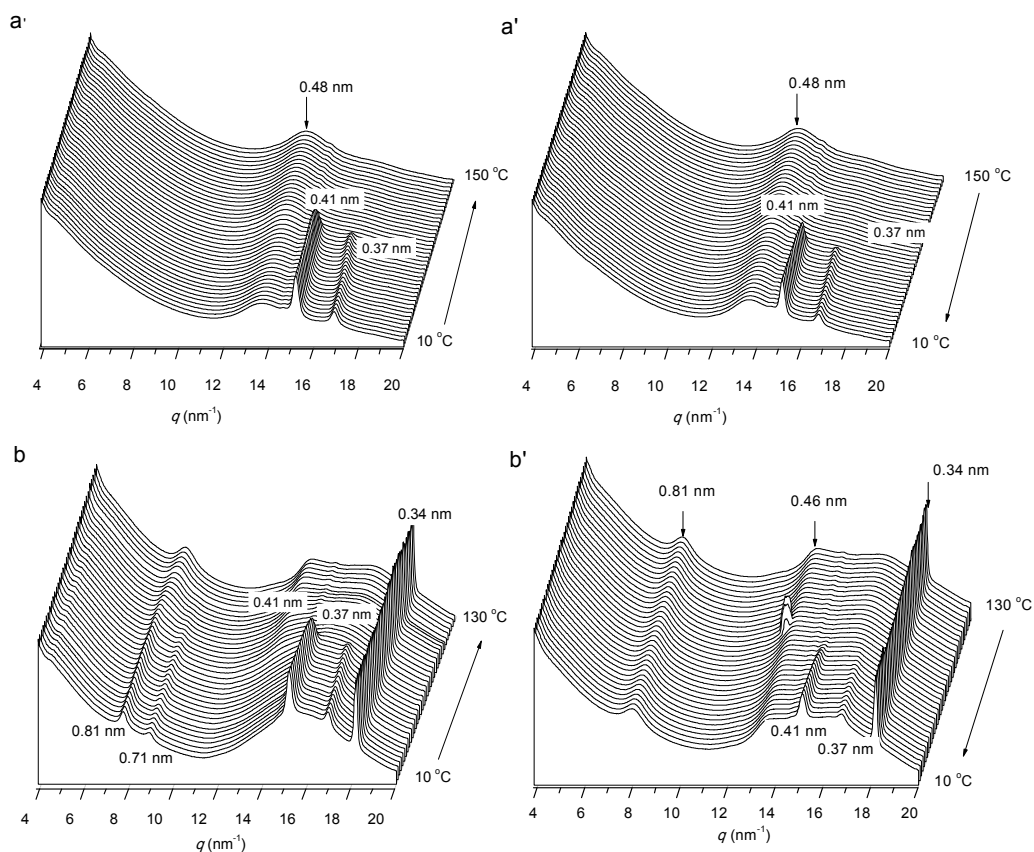 a'
0.48 nm
150 °C
0.41 nm
0.37 nm
10 °C
4 6 8 10 12 14 16 18 20
q (nm⁻¹)
a'
0.48 nm
150 °C
0.41 nm
0.37 nm
10 °C
4 6 8 10 12 14 16 18 20
q (nm⁻¹)
b
0.34 nm
0.41 nm
0.37 nm
130 °C
0.81 nm
0.71 nm
10 °C
4 6 8 10 12 14 16 18 20
q (nm⁻¹)
b'
0.34 nm
0.81 nm
0.46 nm
130 °C
0.41 nm
0.37 nm
10 °C
4 6 8 10 12 14 16 18 20
q (nm⁻¹)